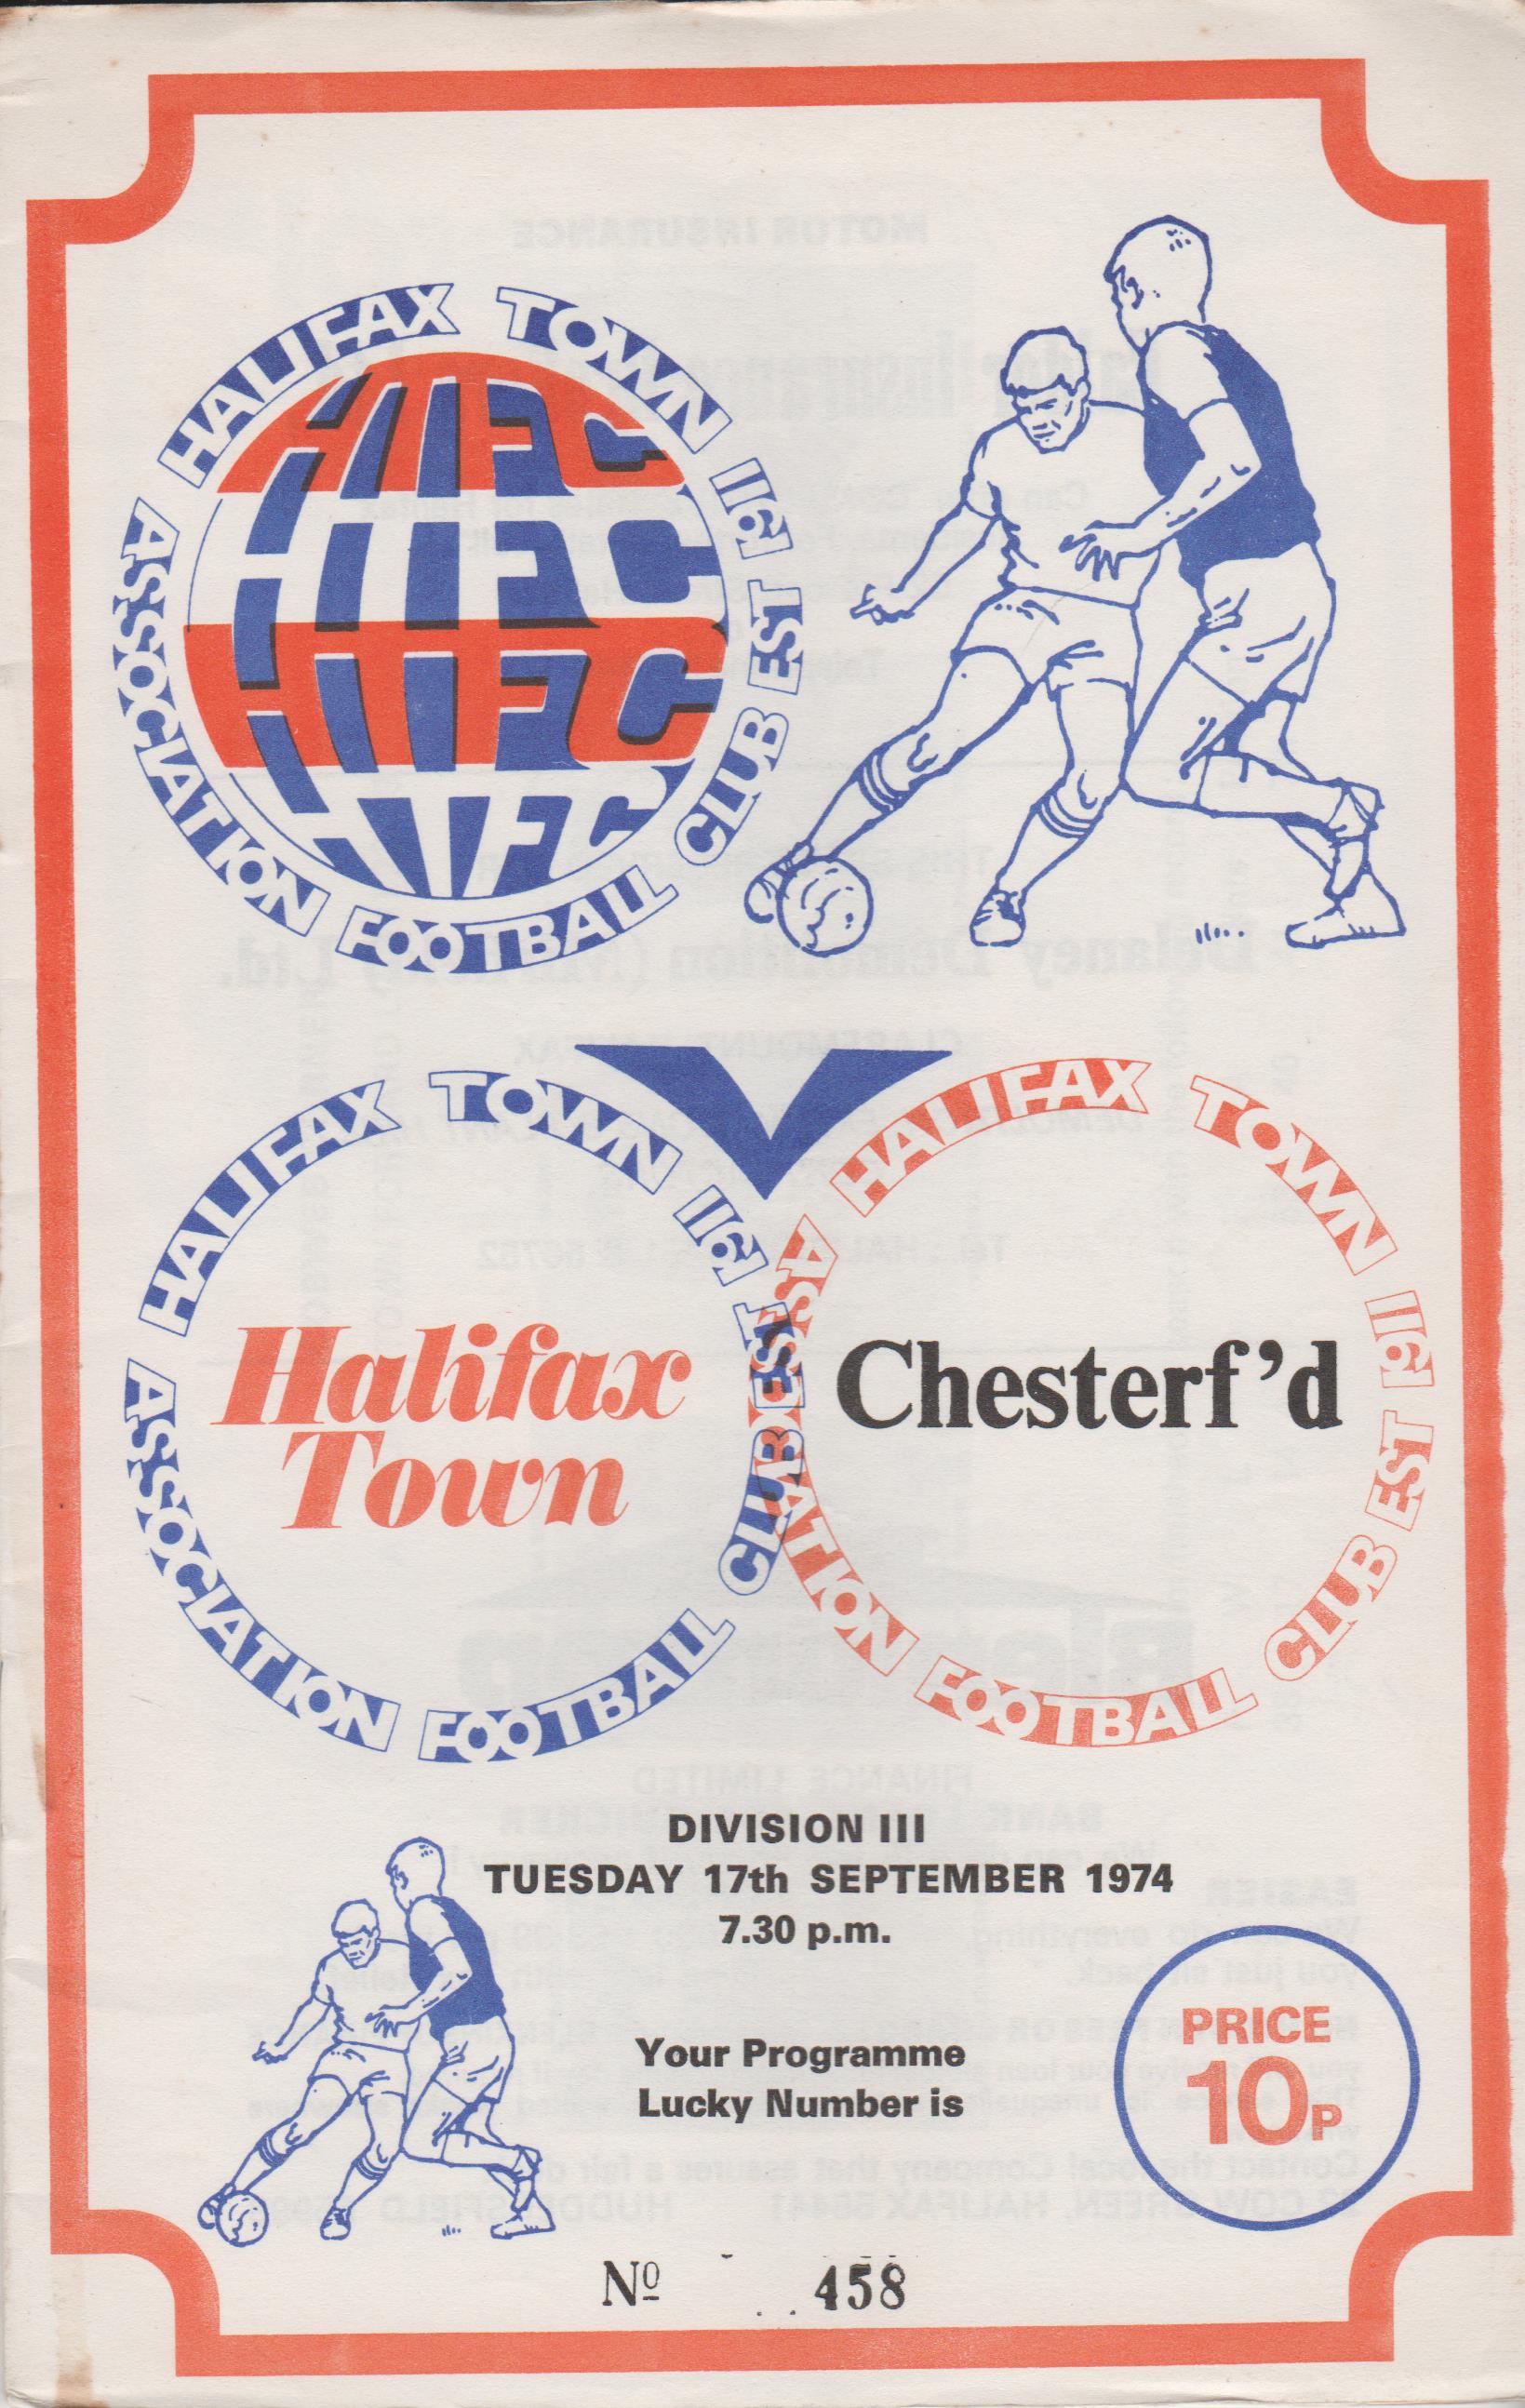 HALIFAX TOWN ASSOCIATION FOOTBALL CLUB EST 1911
HTFC
HTFC
HTFC
HTFC
V
HALIFAX TOWN ASSOCIATION FOOTBALL CLUB EST 1911
HALIFAX TOWN ASSOCIATION FOOTBALL CLUB EST 1911
Halifax
Town
Chesterf'd
DIVISION III
TUESDAY 17th SEPTEMBER 1974
7.30 p.m.
Your Programme
Lucky Number is
PRICE
10P
Nº 458